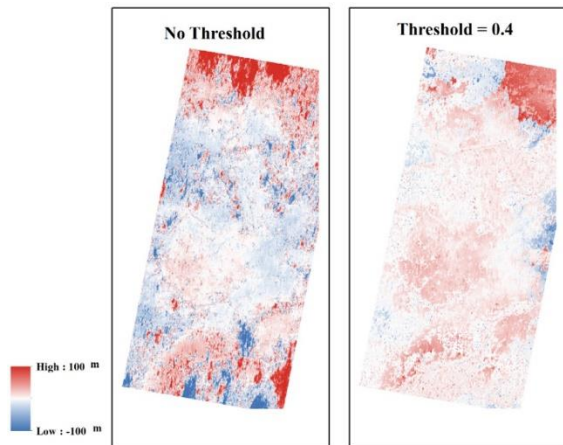 No Threshold
Threshold = 0.4
High : 100 m
Low : -100 m